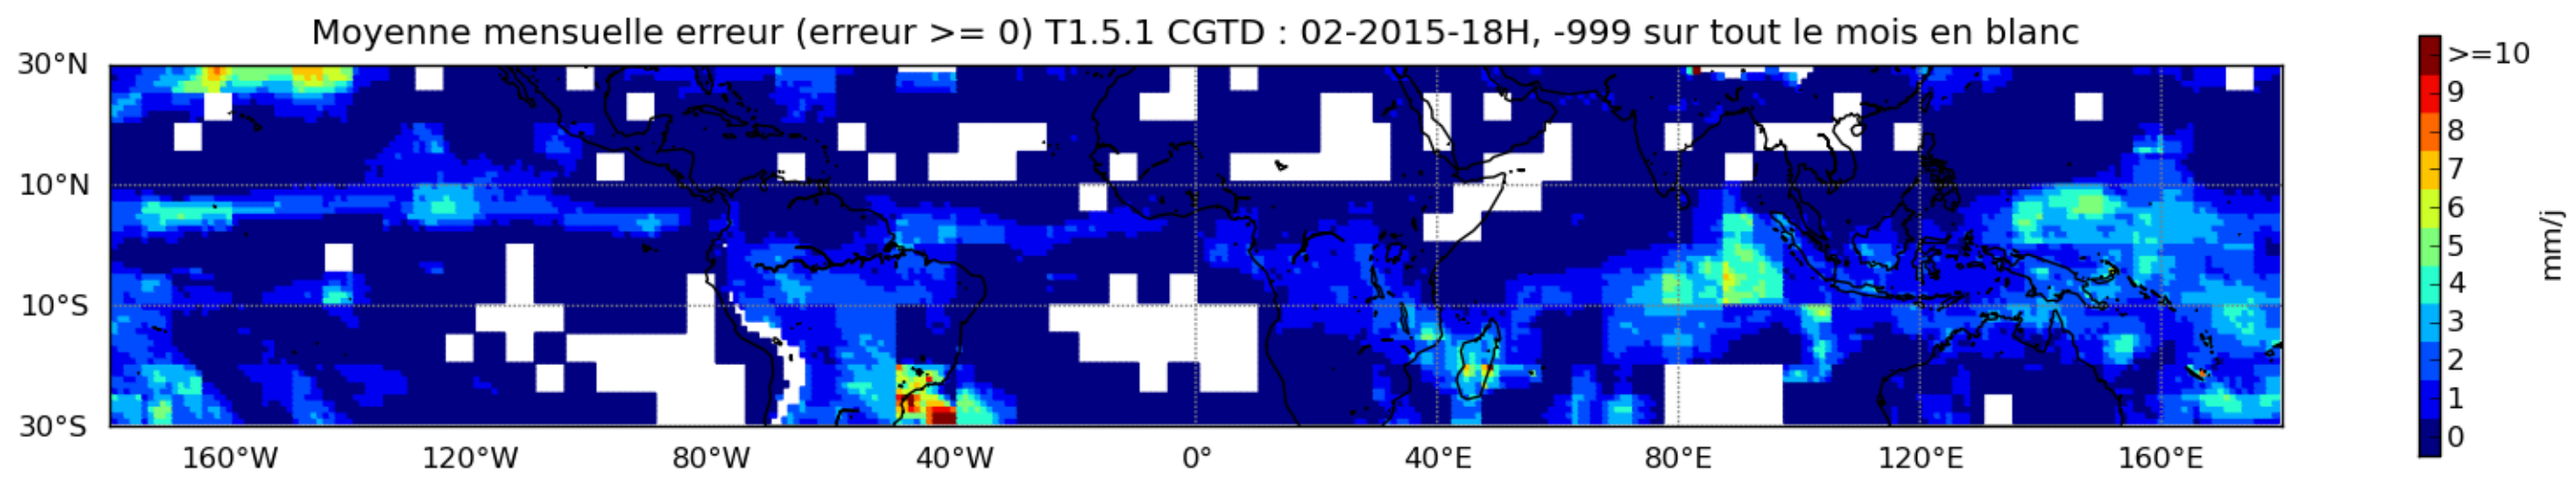 Moyenne mensuelle erreur (erreur >= 0) T1.5.1 CGTD : 02-2015-18H, -999 sur tout le mois en blanc
30°N
10°N
10°S
30°S
160°W 120°W 80°W 40°W 0° 40°E 80°E 120°E 160°E
>=10
9
8
7
6
5
4
3
2
1
0
mm/j